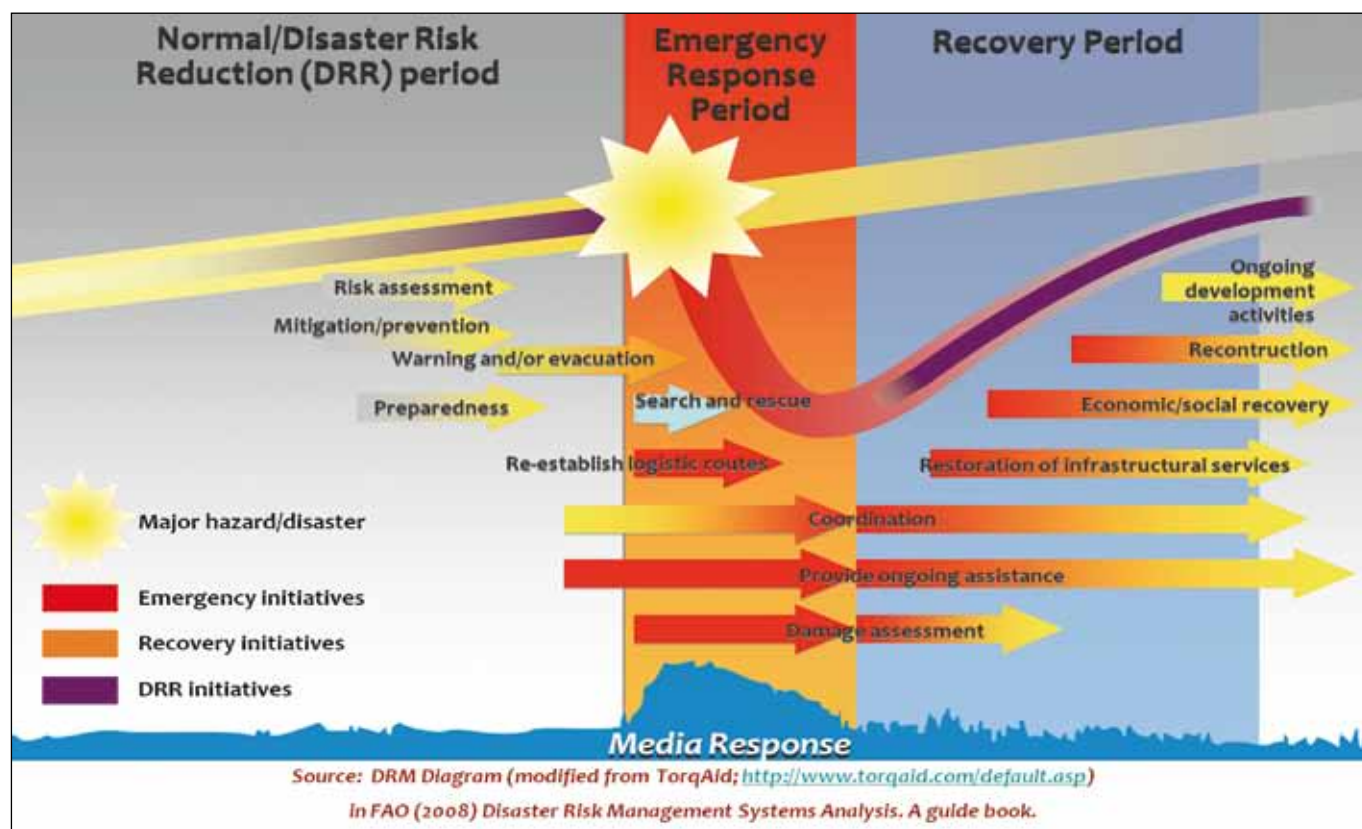 Normal/Disaster Risk
Reduction (DRR) period
Emergency
Response
Period
Recovery Period
Risk assessment
Mitigation/prevention
Warning and/or evacuation
Preparedness
Search and rescue
Re-establish logistic routes
Ongoing
development
activities
Recontruction
Economic/social recovery
Restoration of infrastructural services
Coordination
Provide ongoing assistance
Damage assessment
Major hazard/disaster
Emergency initiatives
Recovery initiatives
DRR initiatives
Media Response
Source: DRM Diagram (modified from TorqAid; http://www.torqaid.com/default.asp)
in FAO (2008) Disaster Risk Management Systems Analysis. A guide book.